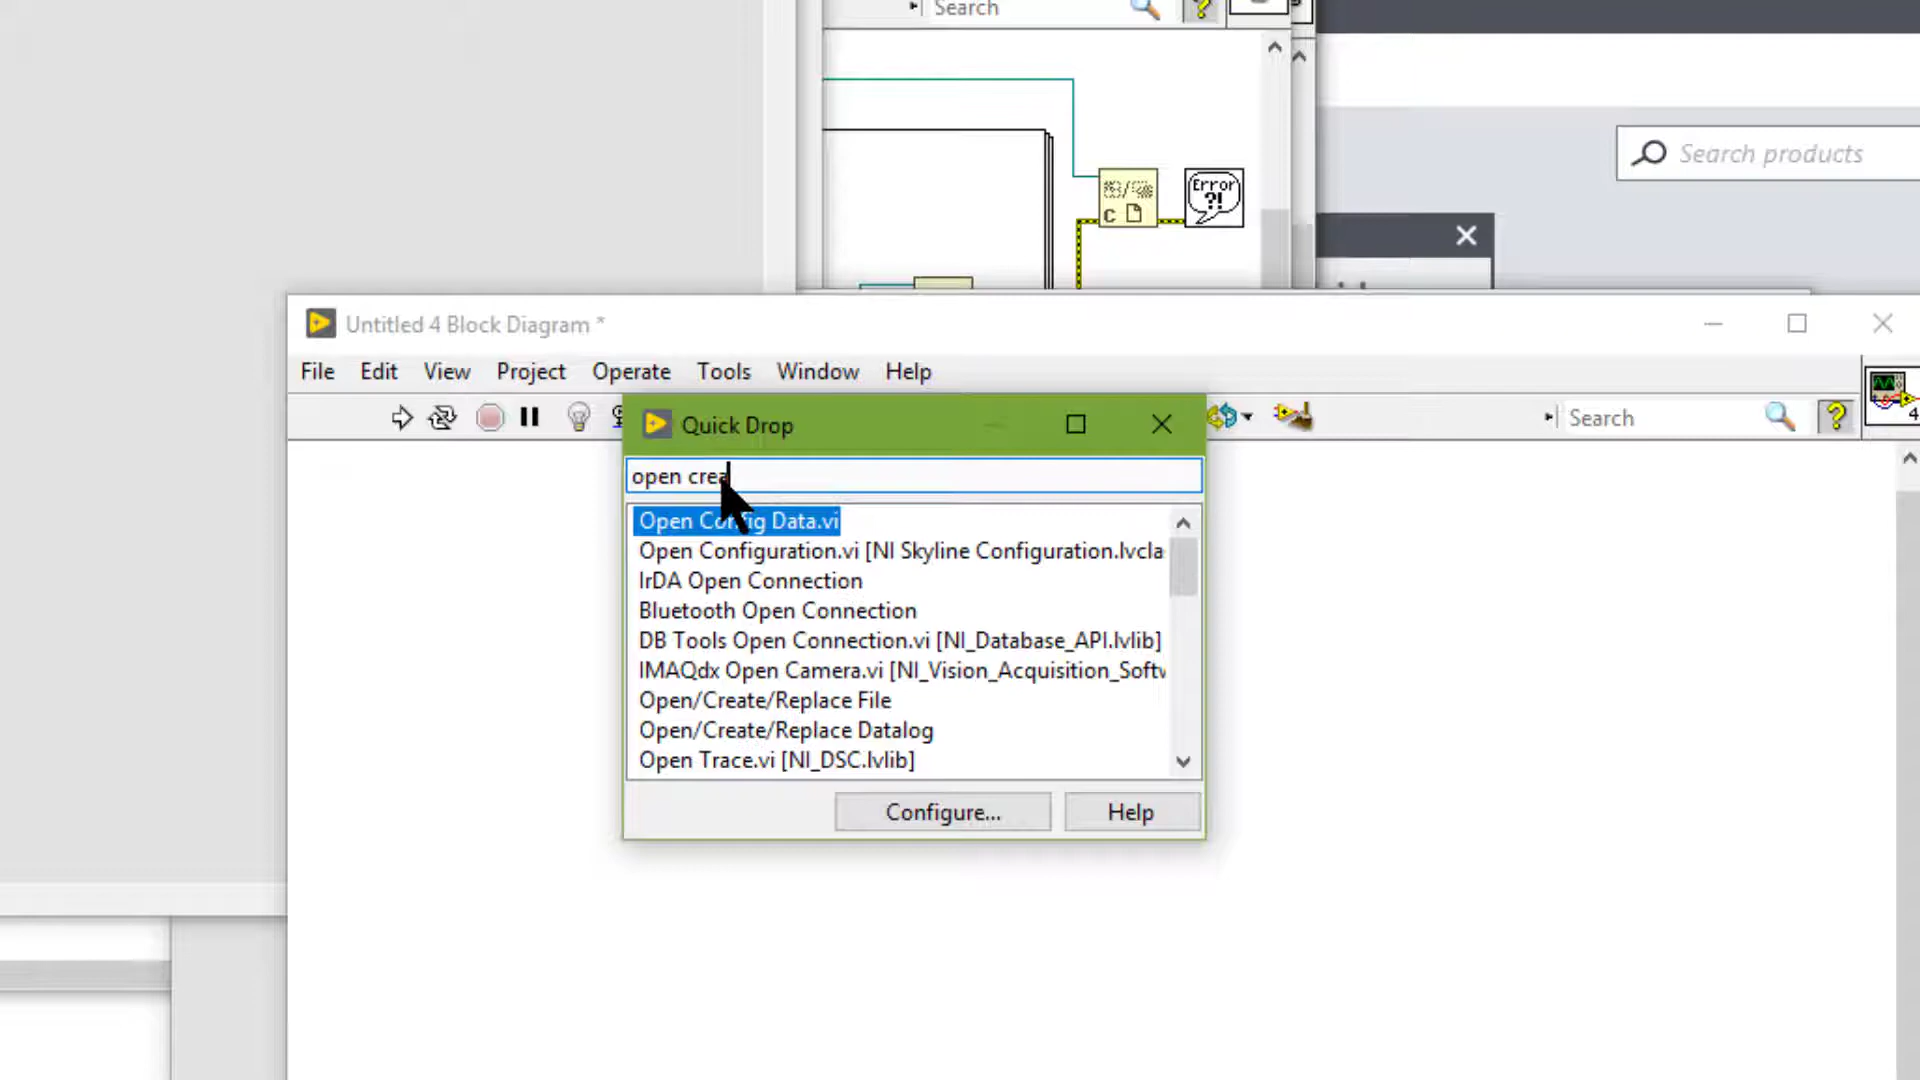 Search
Search products
C
Error
?!
Untitled 4 Block Diagram *
File Edit View Project Operate Tools Window Help
Search
4
Quick Drop
open crea
Open Config Data.vi
Open Configuration.vi [NI Skyline Configuration.lvcla
IrDA Open Connection
Bluetooth Open Connection
DB Tools Open Connection.vi [NI_Database_API.lvlib]
IMAQdx Open Camera.vi [NI_Vision_Acquisition_Softw
Open/Create/Replace File
Open/Create/Replace Datalog
Open Trace.vi [NI_DSC.lvlib]
Configure... Help